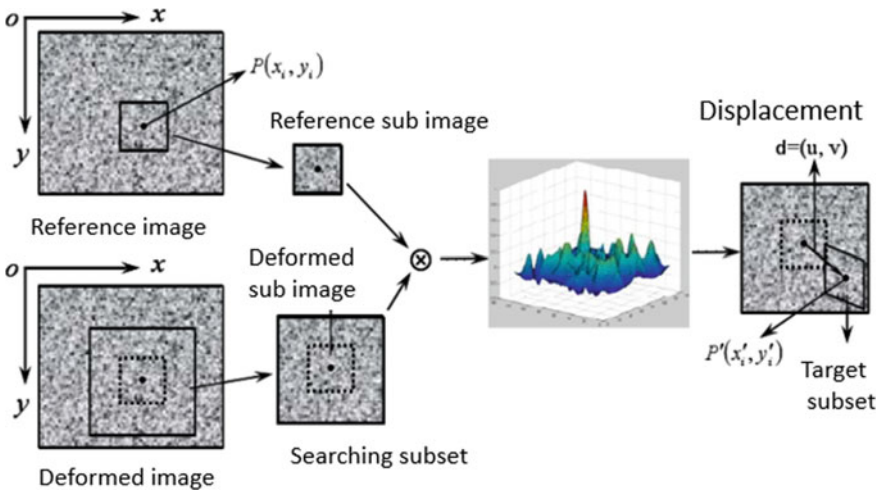 o x
y
P(xᵢ, yᵢ)
Reference image
Reference sub image
o x
y
Deformed image
Deformed
sub image
Searching subset
⊗
Displacement
d=(u, v)
P'(x'ᵢ, y'ᵢ)
Target
subset